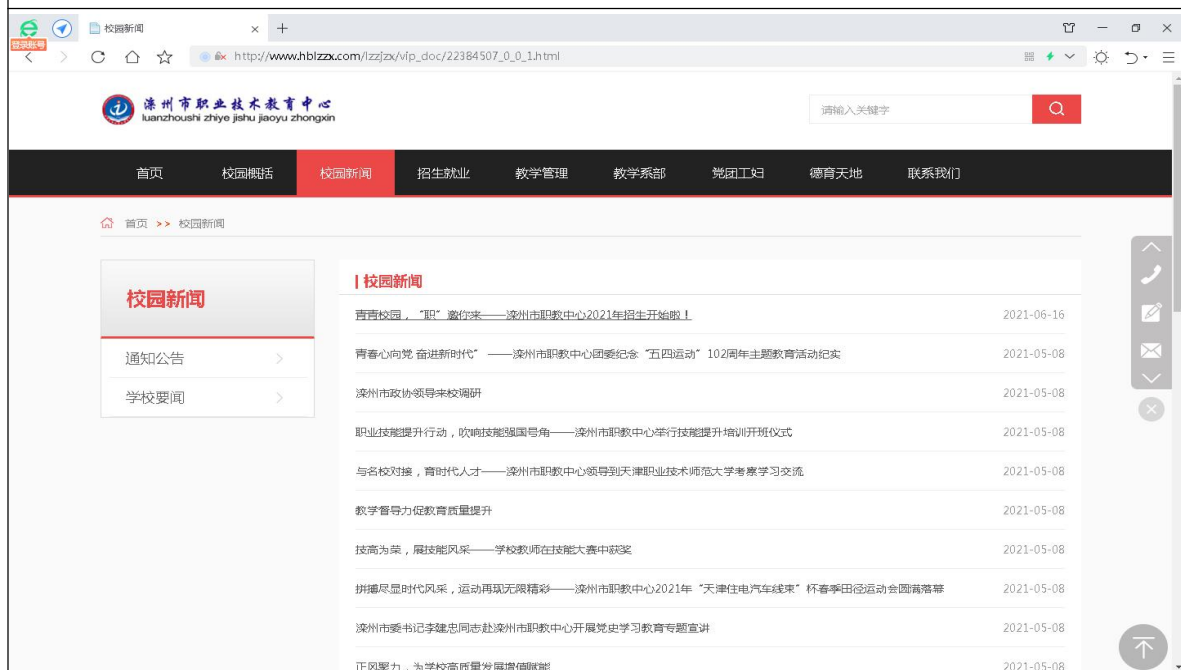 校园新闻
登录账号
http://www.hblzzx.com/lzzjzx/vip_doc/22384507_0_0_1.html
滦州市职业技术教育中心
luanzhoushi zhiye jishu jiaoyu zhongxin
请输入关键字
首页 校园概括 校园新闻 招生就业 教学管理 教学系部 党团工妇 德育天地 联系我们
首页 >> 校园新闻
校园新闻
通知公告
学校要闻
校园新闻
青青校园，“职”邀你来——滦州市职教中心2021年招生开始啦！ 2021-06-16
青春心向党 奋进新时代” ——滦州市职教中心团委纪念“五四运动”102周年主题教育活动纪实 2021-05-08
滦州市政协领导来校调研 2021-05-08
职业技能提升行动，吹响技能强国号角——滦州市职教中心举行技能提升培训开班仪式 2021-05-08
与名校对接，育时代人才——滦州市职教中心领导到天津职业技术师范大学考察学习交流 2021-05-08
教学督导力促教育质量提升 2021-05-08
技高为荣，展技能风采——学校教师在技能大赛中获奖 2021-05-08
拼搏尽显时代风采，运动再现无限精彩——滦州市职教中心2021年“天津住电汽车线束”杯春季田径运动会圆满落幕 2021-05-08
滦州市委书记李建忠同志赴滦州市职教中心开展党史学习教育专题宣讲 2021-05-08
正风聚力，为学校高质量发展增值赋能 2021-05-08